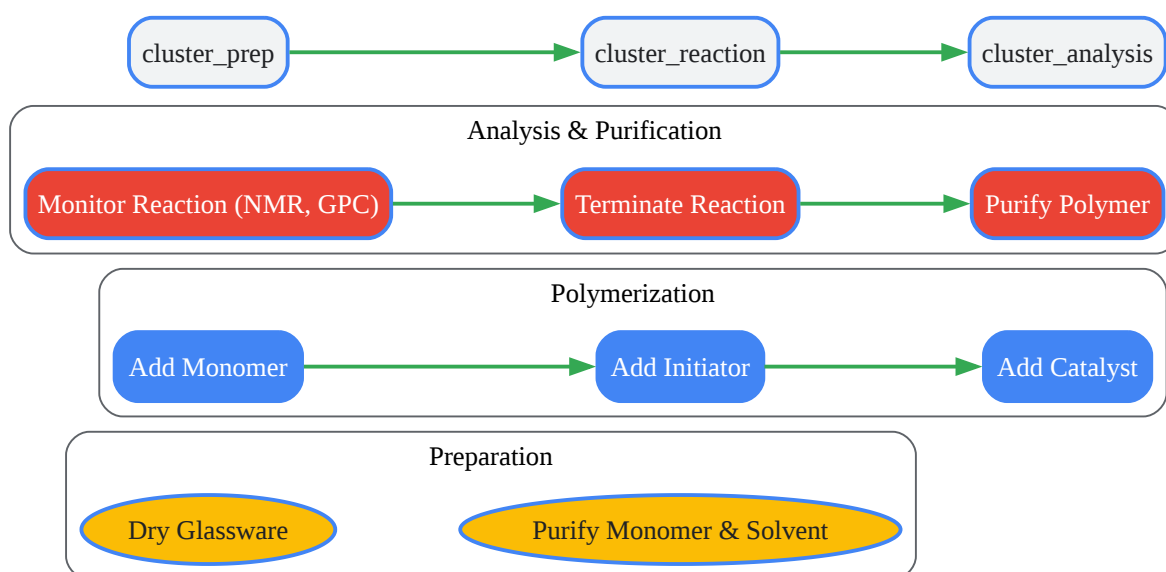 cluster_prep
cluster_reaction
cluster_analysis
Analysis & Purification
Monitor Reaction (NMR, GPC)
Terminate Reaction
Purify Polymer
Polymerization
Add Monomer
Add Initiator
Add Catalyst
Preparation
Dry Glassware
Purify Monomer & Solvent